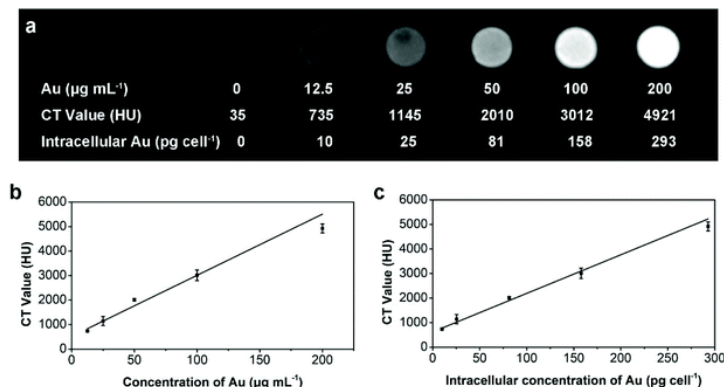 a
Au (μg mL⁻¹) 0 12.5 25 50 100 200
CT Value (HU) 35 735 1145 2010 3012 4921
Intracellular Au (pg cell⁻¹) 0 10 25 81 158 293
b
CT Value (HU)
6000
5000
4000
3000
2000
1000
0
0 50 100 150 200
Concentration of Au (μg mL⁻¹)
c
CT Value (HU)
6000
5000
4000
3000
2000
1000
0
0 50 100 150 200 250 300
Intracellular concentration of Au (pg cell⁻¹)